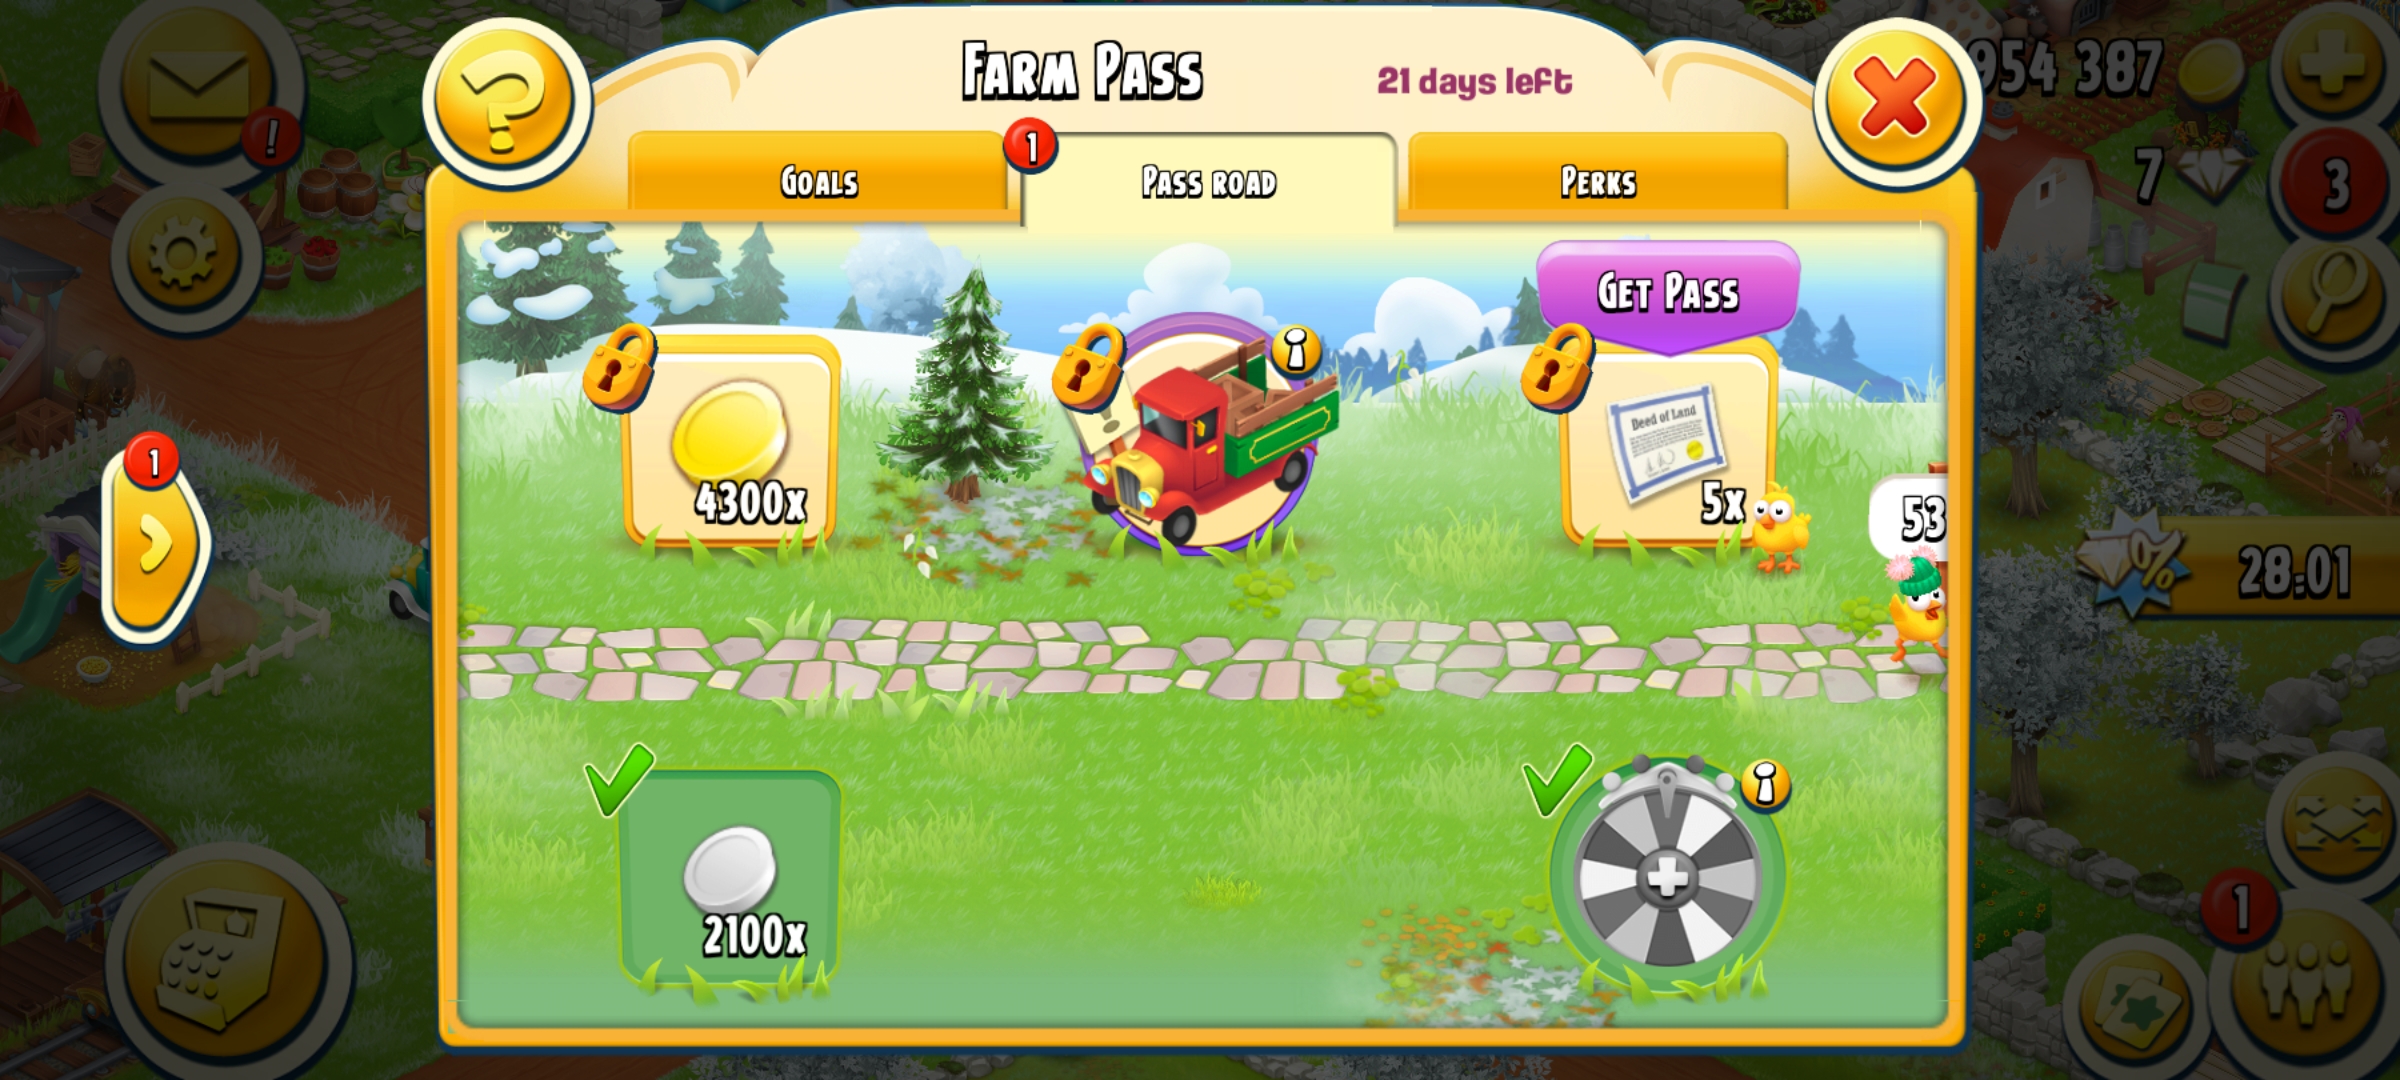 FARM PASS
21 days left
954 387
!
GOALS
1
PASS ROAD
PERKS
7
3
GET PASS
i
4300x
Deed of Land
5x
53
1
%
28:01
i
2100x
1